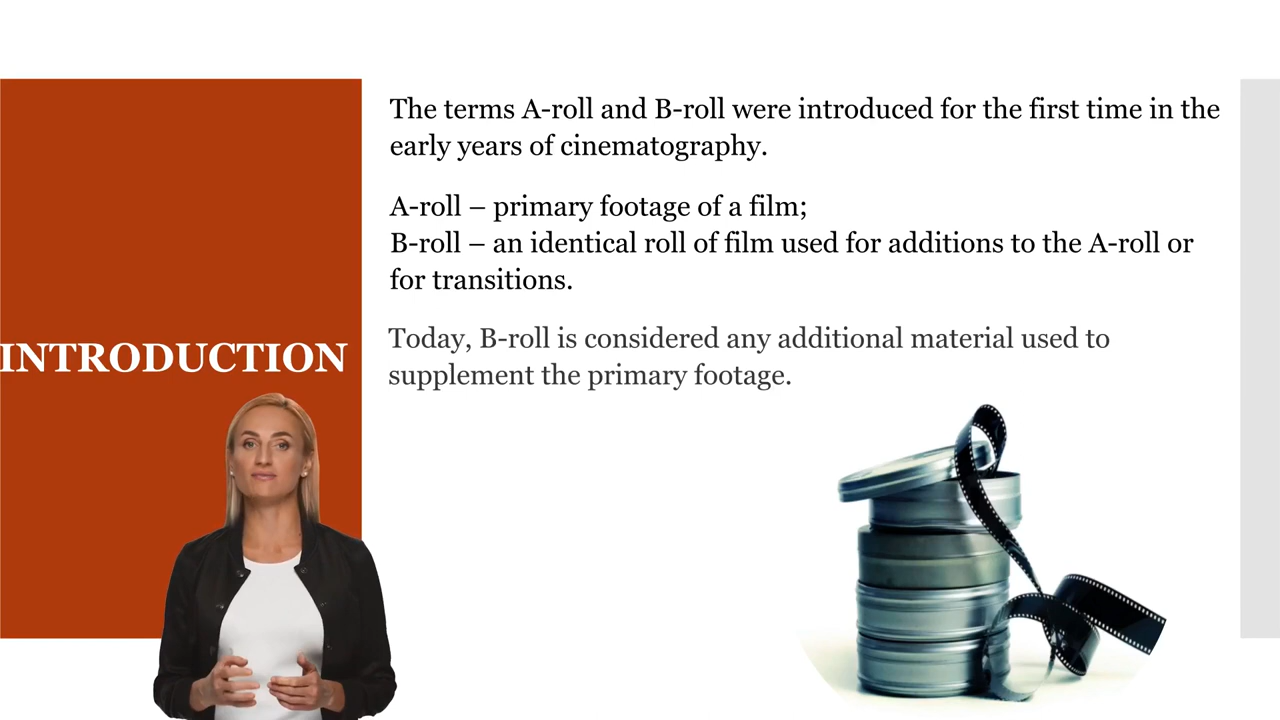 The terms A-roll and B-roll were introduced for the first time in the
early years of cinematography.
A-roll – primary footage of a film;
B-roll – an identical roll of film used for additions to the A-roll or
for transitions.
Today, B-roll is considered any additional material used to
supplement the primary footage.
INTRODUCTION